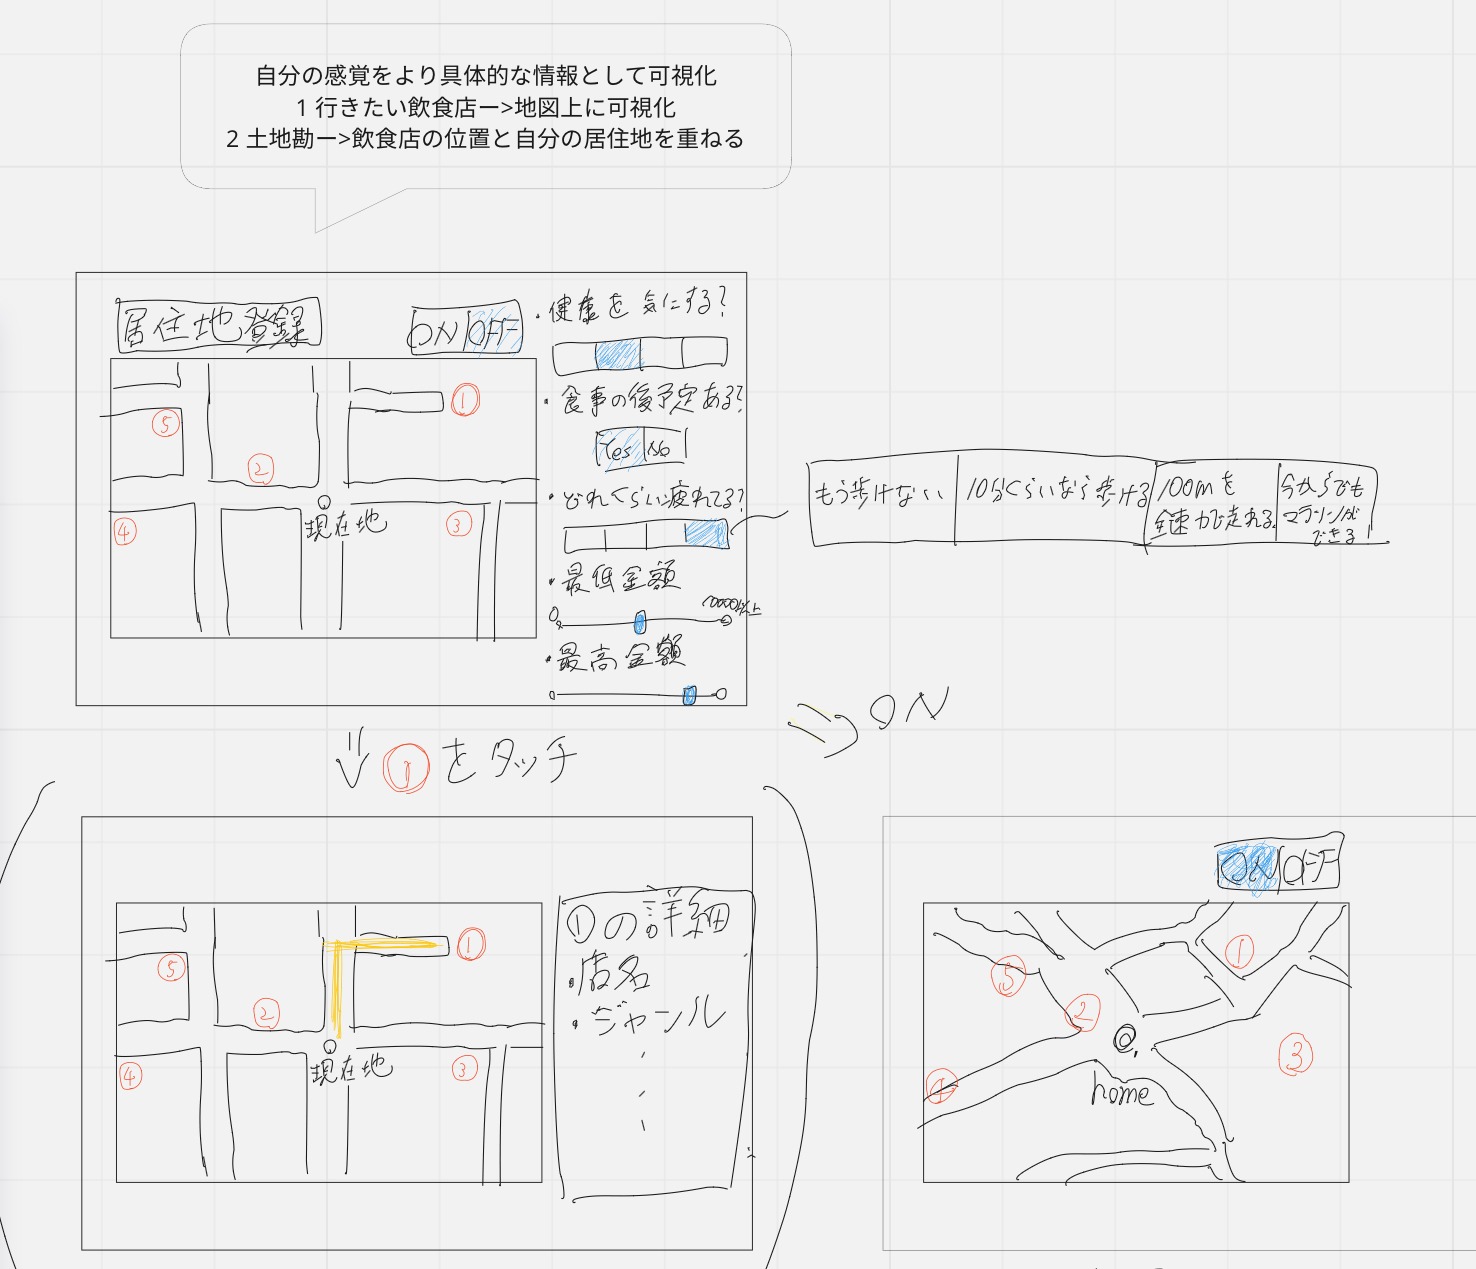 自分の感覚をより具体的な情報として可視化
1 行きたい飲食店ー>地図上に可視化
2 土地勘ー>飲食店の位置と自分の居住地を重ねる
居住地登録
ON OFF
・健康を気にする?
・食事の後予定ある?
Yes No
・どれくらい疲れてる?
もう歩けない 10分くらいなら歩ける 100mを全速力で走れる 今からでもマラソンができる
・最低金額
0 10000以上
・最高金額
① ② ③ ④ ⑤
現在地
①をタッチ
ON
① ② ③ ④ ⑤
現在地
①の詳細
・店名
・ジャンル
ON OFF
① ② ③ ④ ⑤
home